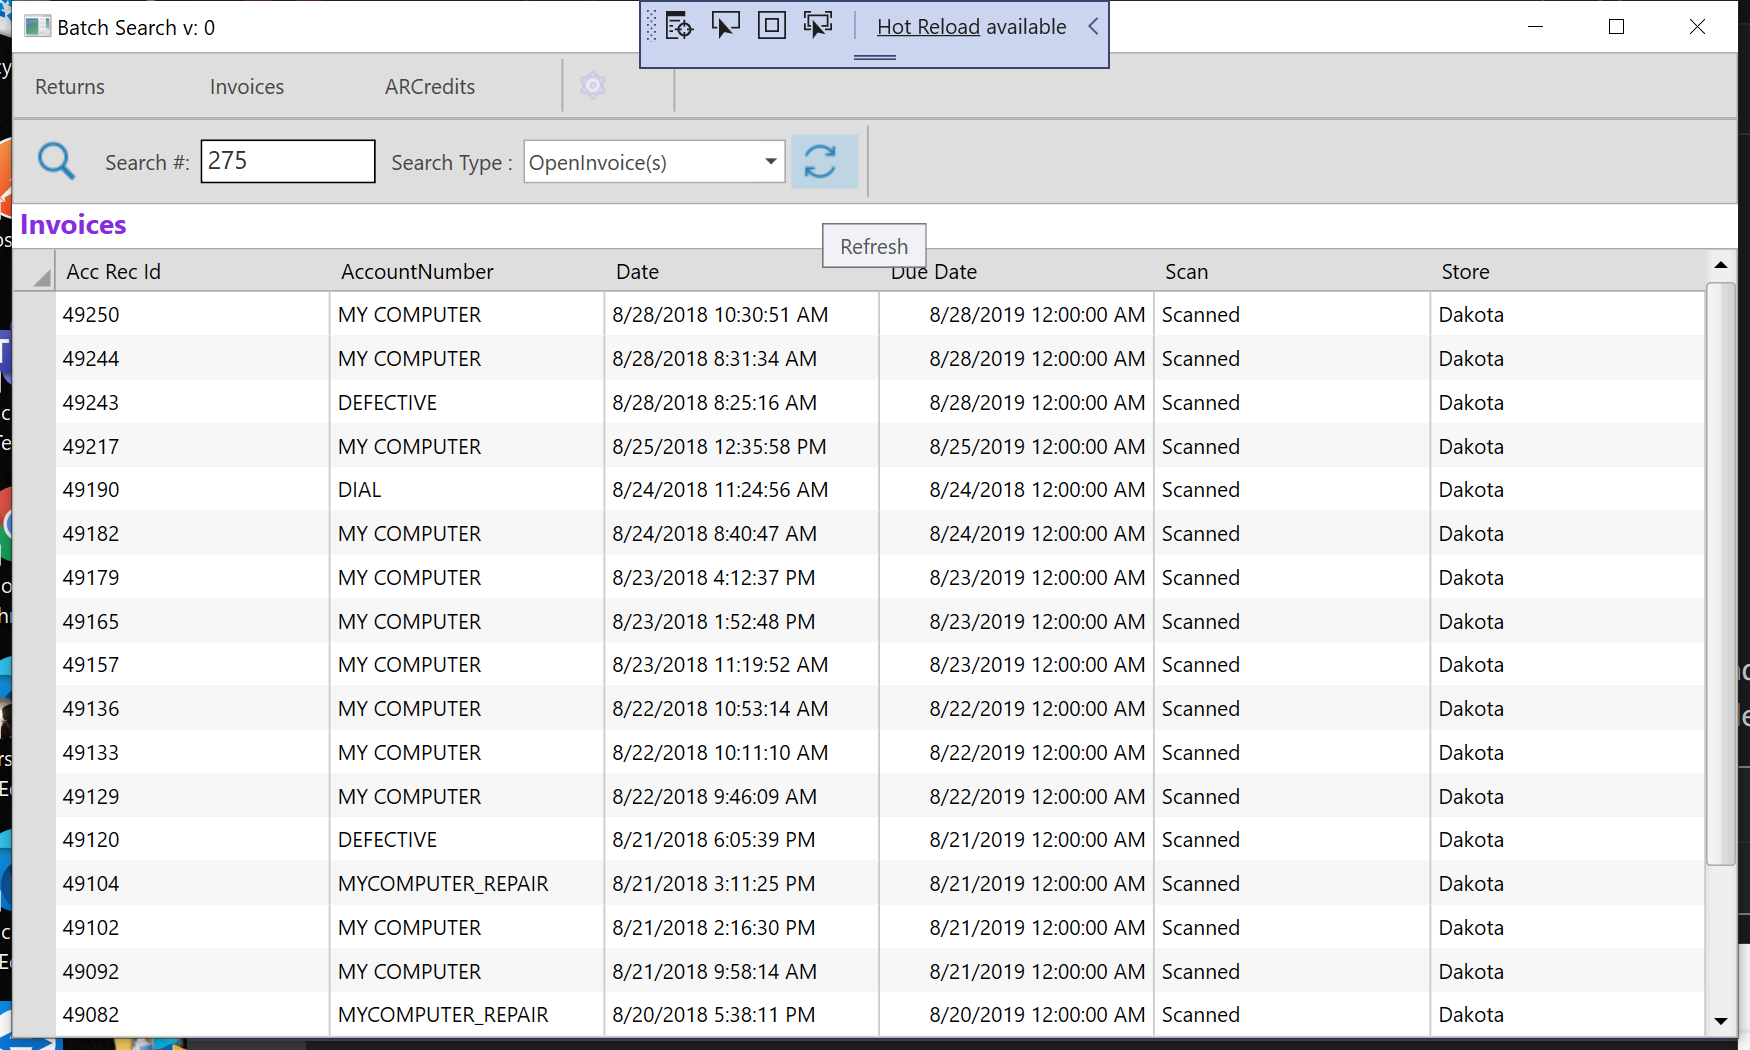 Batch Search v: 0
Hot Reload available
Returns Invoices ARCredits
Search #: 275 Search Type : OpenInvoice(s)
Invoices
Refresh
Acc Rec Id AccountNumber Date Due Date Scan Store
49250 MY COMPUTER 8/28/2018 10:30:51 AM 8/28/2019 12:00:00 AM Scanned Dakota
49244 MY COMPUTER 8/28/2018 8:31:34 AM 8/28/2019 12:00:00 AM Scanned Dakota
49243 DEFECTIVE 8/28/2018 8:25:16 AM 8/28/2019 12:00:00 AM Scanned Dakota
49217 MY COMPUTER 8/25/2018 12:35:58 PM 8/25/2019 12:00:00 AM Scanned Dakota
49190 DIAL 8/24/2018 11:24:56 AM 8/24/2018 12:00:00 AM Scanned Dakota
49182 MY COMPUTER 8/24/2018 8:40:47 AM 8/24/2019 12:00:00 AM Scanned Dakota
49179 MY COMPUTER 8/23/2018 4:12:37 PM 8/23/2019 12:00:00 AM Scanned Dakota
49165 MY COMPUTER 8/23/2018 1:52:48 PM 8/23/2019 12:00:00 AM Scanned Dakota
49157 MY COMPUTER 8/23/2018 11:19:52 AM 8/23/2019 12:00:00 AM Scanned Dakota
49136 MY COMPUTER 8/22/2018 10:53:14 AM 8/22/2019 12:00:00 AM Scanned Dakota
49133 MY COMPUTER 8/22/2018 10:11:10 AM 8/22/2019 12:00:00 AM Scanned Dakota
49129 MY COMPUTER 8/22/2018 9:46:09 AM 8/22/2019 12:00:00 AM Scanned Dakota
49120 DEFECTIVE 8/21/2018 6:05:39 PM 8/21/2019 12:00:00 AM Scanned Dakota
49104 MYCOMPUTER_REPAIR 8/21/2018 3:11:25 PM 8/21/2019 12:00:00 AM Scanned Dakota
49102 MY COMPUTER 8/21/2018 2:16:30 PM 8/21/2019 12:00:00 AM Scanned Dakota
49092 MY COMPUTER 8/21/2018 9:58:14 AM 8/21/2019 12:00:00 AM Scanned Dakota
49082 MYCOMPUTER_REPAIR 8/20/2018 5:38:11 PM 8/20/2019 12:00:00 AM Scanned Dakota